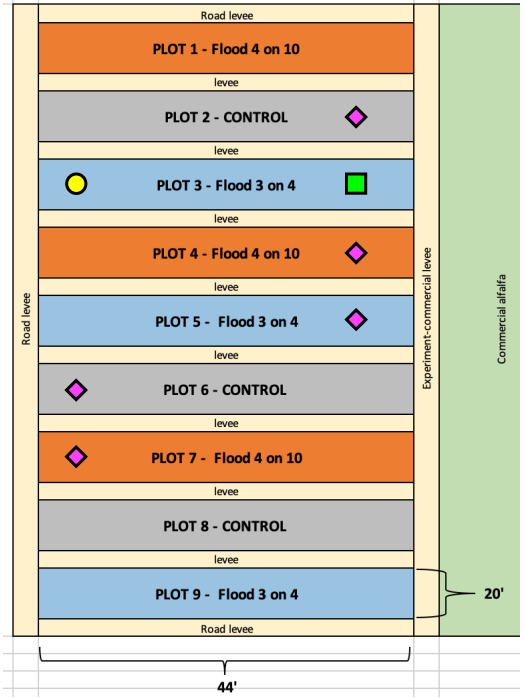 Road levee
PLOT 1 - Flood 4 on 10
levee
PLOT 2 - CONTROL
levee
PLOT 3 - Flood 3 on 4
levee
PLOT 4 - Flood 4 on 10
levee
PLOT 5 - Flood 3 on 4
levee
PLOT 6 - CONTROL
levee
PLOT 7 - Flood 4 on 10
levee
PLOT 8 - CONTROL
levee
PLOT 9 - Flood 3 on 4
Road levee
Road levee
Experiment-commercial levee
Commercial alfalfa
20'
44'